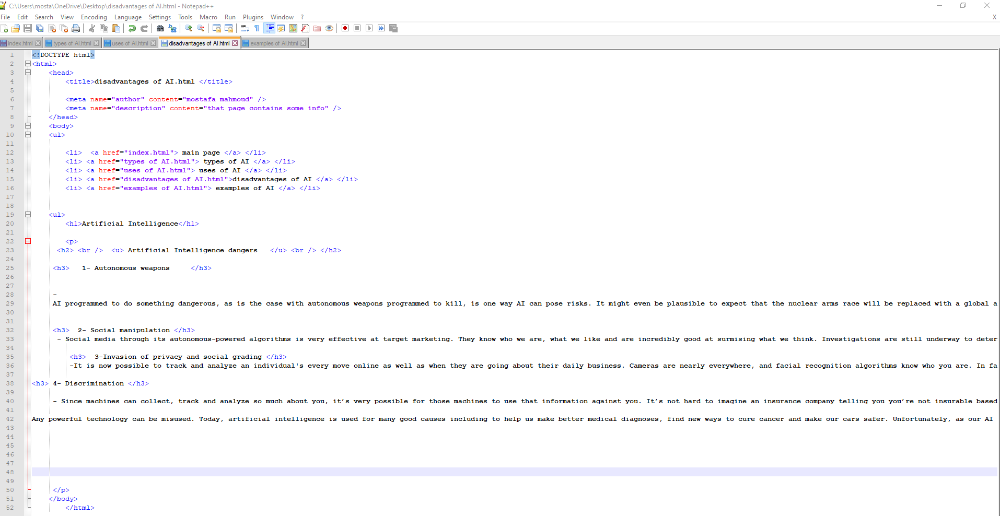 C:\Users\mosta\OneDrive\Desktop\disadvantages of AI.html - Notepad++
File Edit Search View Encoding Language Settings Tools Macro Run Plugins Window ? X
index.html types of AI.html uses of AI.html disadvantages of AI.html examples of AI.html
1 <!DOCTYPE html>
2 <html>
3 <head>
4 <title>disadvantages of AI.html </title>
5
6 <meta name="author" content="mostafa mahmoud" />
7 <meta name="description" content="that page contains some info" />
8 </head>
9 <body>
10 <ul>
11
12 <li>  <a href="index.html"> main page </a> </li>
13 <li> <a href="types of AI.html"> types of AI </a> </li>
14 <li> <a href="uses of AI.html"> uses of AI </a> </li>
15 <li> <a href="disadvantages of AI.html">disadvantages of AI </a> </li>
16 <li> <a href="examples of AI.html"> examples of AI </a> </li>
17
18
19 <ul>
20 <h1>Artificial Intelligence</h1>
21
22 <p>
23 <h2> <br />  <u> Artificial Intelligence dangers   </u> <br /> </h2>
24
25 <h3>   1- Autonomous weapons     </h3>
26
27
28 -
29 AI programmed to do something dangerous, as is the case with autonomous weapons programmed to kill, is one way AI can pose risks. It might even be plausible to expect that the nuclear arms race will be replaced with a global a
30
31
32 <h3>  2- Social manipulation </h3>
33 - Social media through its autonomous-powered algorithms is very effective at target marketing. They know who we are, what we like and are incredibly good at surmising what we think. Investigations are still underway to deter
34
35 <h3>  3-Invasion of privacy and social grading </h3>
36 -It is now possible to track and analyze an individual's every move online as well as when they are going about their daily business. Cameras are nearly everywhere, and facial recognition algorithms know who you are. In fa
37
38 <h3> 4- Discrimination </h3>
39
40 - Since machines can collect, track and analyze so much about you, it’s very possible for those machines to use that information against you. It’s not hard to imagine an insurance company telling you you’re not insurable based
41
42 Any powerful technology can be misused. Today, artificial intelligence is used for many good causes including to help us make better medical diagnoses, find new ways to cure cancer and make our cars safer. Unfortunately, as our AI
43
44
45
46
47
48
49
50 </p>
51 </body>
52 </html>